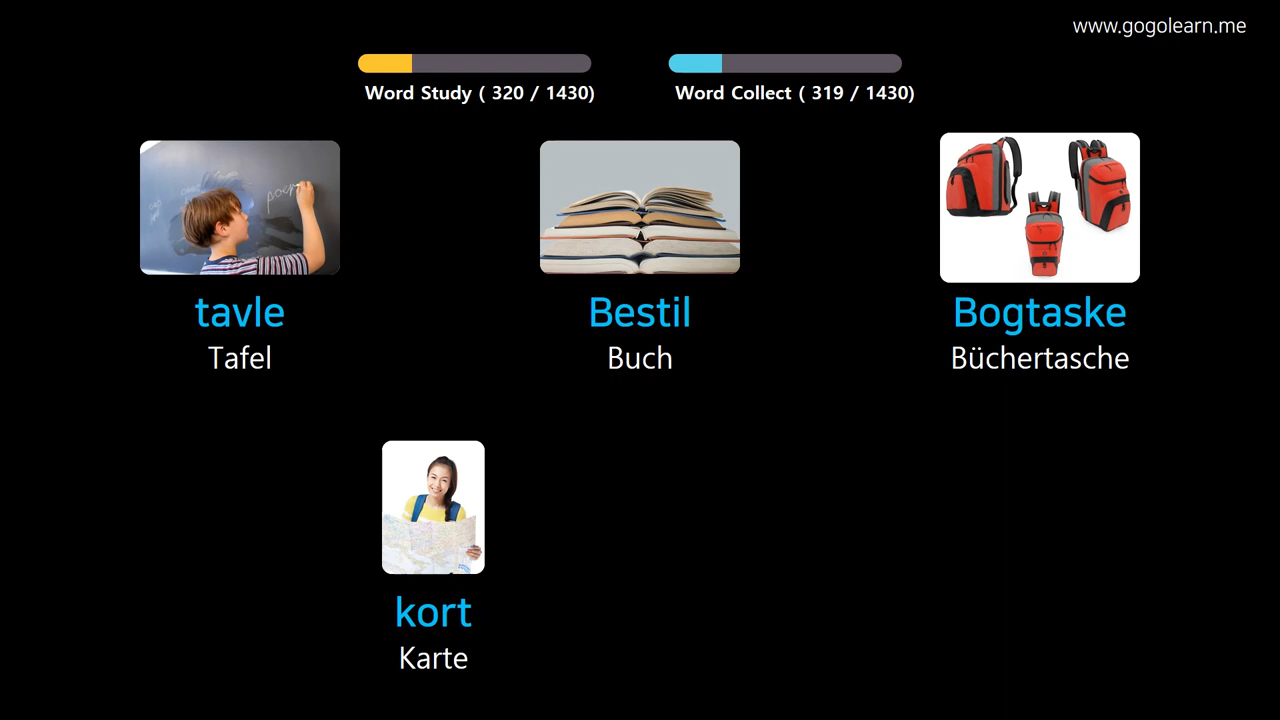 www.gogolearn.me
Word Study ( 320 / 1430)
Word Collect ( 319 / 1430)
tavle
Tafel
Bestil
Buch
Bogtaske
Büchertasche
kort
Karte